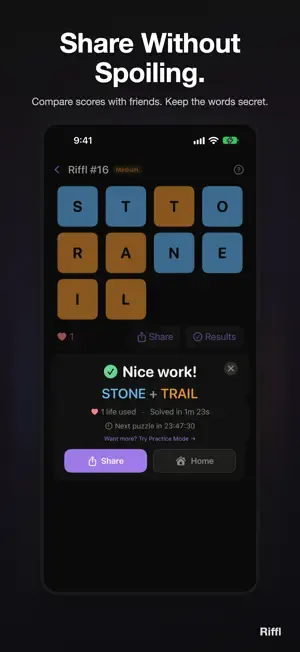 Share Without
Spoiling.
Compare scores with friends. Keep the words secret.
9:41
Riffl #16 Medium
S T T O
R A N E
I L
1 Share Results
Nice work!
STONE + TRAIL
1 life used · Solved in 1m 23s
Next puzzle in 23:47:30
Want more? Try Practice Mode →
Share Home
Riffl